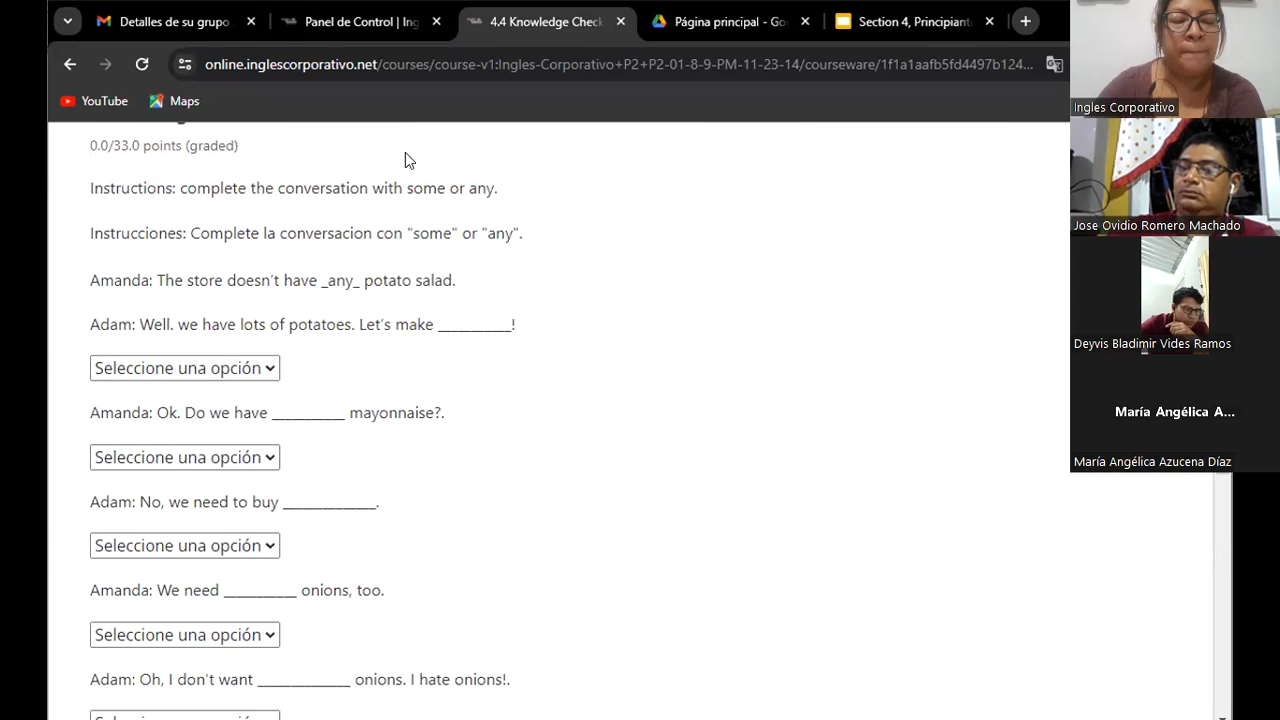 Detalles de su grupo
Panel de Control | Ing
4.4 Knowledge Chec
Página principal - Go
Section 4, Principiant
online.inglescorporativo.net/courses/course-v1:Ingles-Corporativo+P2+P2-01-8-9-PM-11-23-14/courseware/1f1a1aafb5fd4497b124...
YouTube
Maps
0.0/33.0 points (graded)
Instructions: complete the conversation with some or any.
Instrucciones: Complete la conversacion con "some" or "any".
Amanda: The store doesn't have _any_ potato salad.
Adam: Well. we have lots of potatoes. Let's make ___________!
Seleccione una opción
Amanda: Ok. Do we have ___________ mayonnaise?.
Seleccione una opción
Adam: No, we need to buy ______________.
Seleccione una opción
Amanda: We need ___________ onions, too.
Seleccione una opción
Adam: Oh, I don't want ______________ onions. I hate onions!.
Ingles Corporativo
Jose Ovidio Romero Machado
Deyvis Bladimir Vides Ramos
María Angélica A...
María Angélica Azucena Díaz